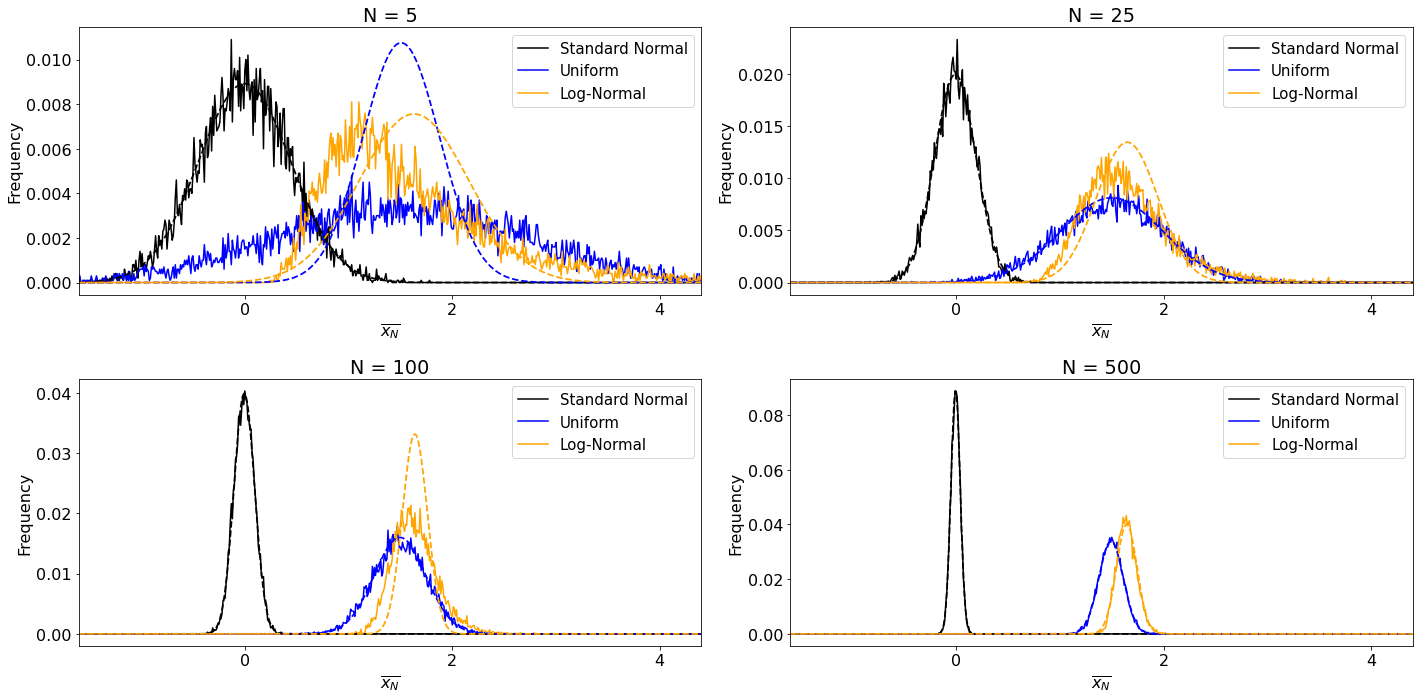 N = 5
Frequency
0.010
0.008
0.006
0.004
0.002
0.000
0 2 4
x̅_N
Standard Normal
Uniform
Log-Normal
N = 25
Frequency
0.020
0.015
0.010
0.005
0.000
0 2 4
x̅_N
Standard Normal
Uniform
Log-Normal
N = 100
Frequency
0.04
0.03
0.02
0.01
0.00
0 2 4
x̅_N
Standard Normal
Uniform
Log-Normal
N = 500
Frequency
0.08
0.06
0.04
0.02
0.00
0 2 4
x̅_N
Standard Normal
Uniform
Log-Normal